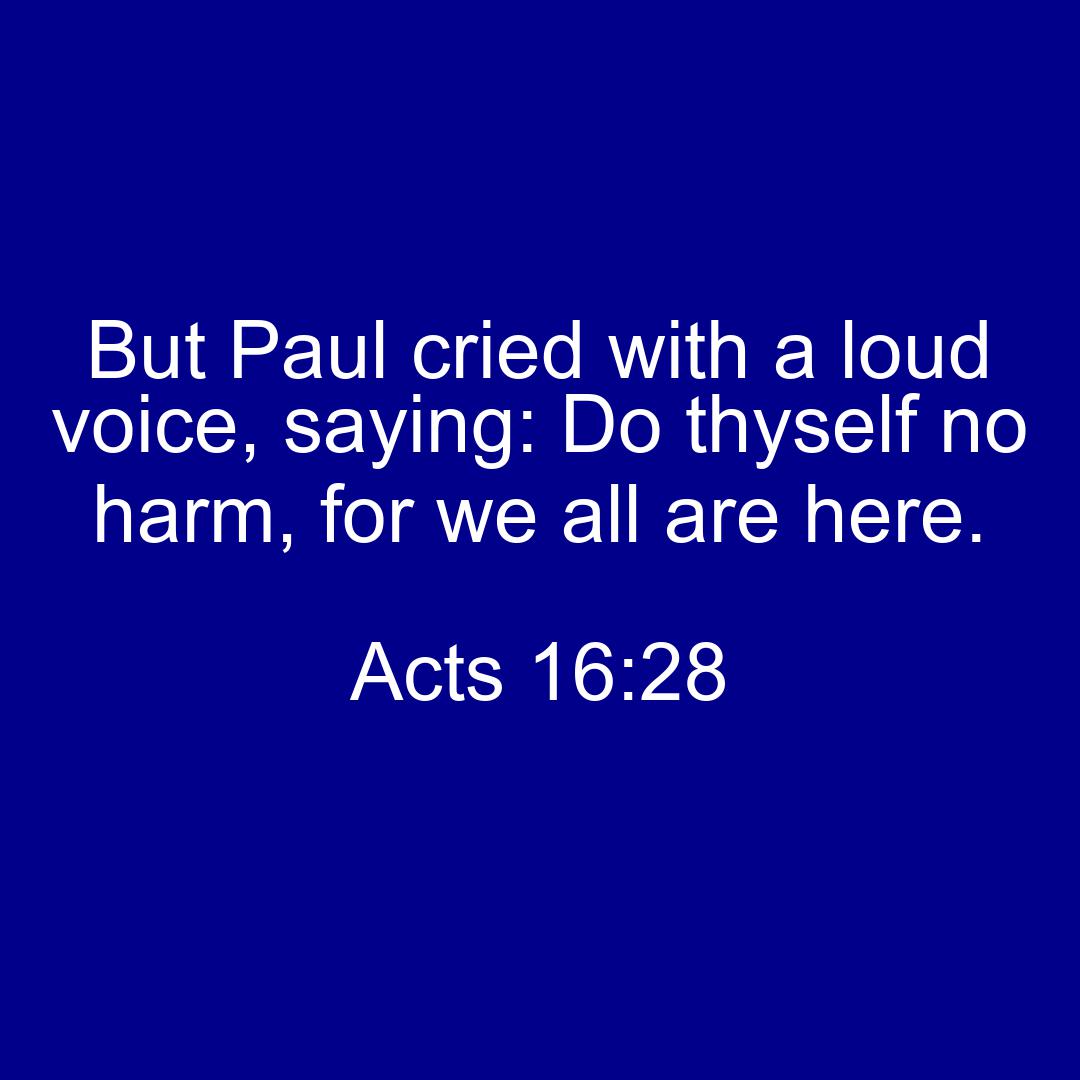 But Paul cried with a loud
voice, saying: Do thyself no
harm, for we all are here.
Acts 16:28